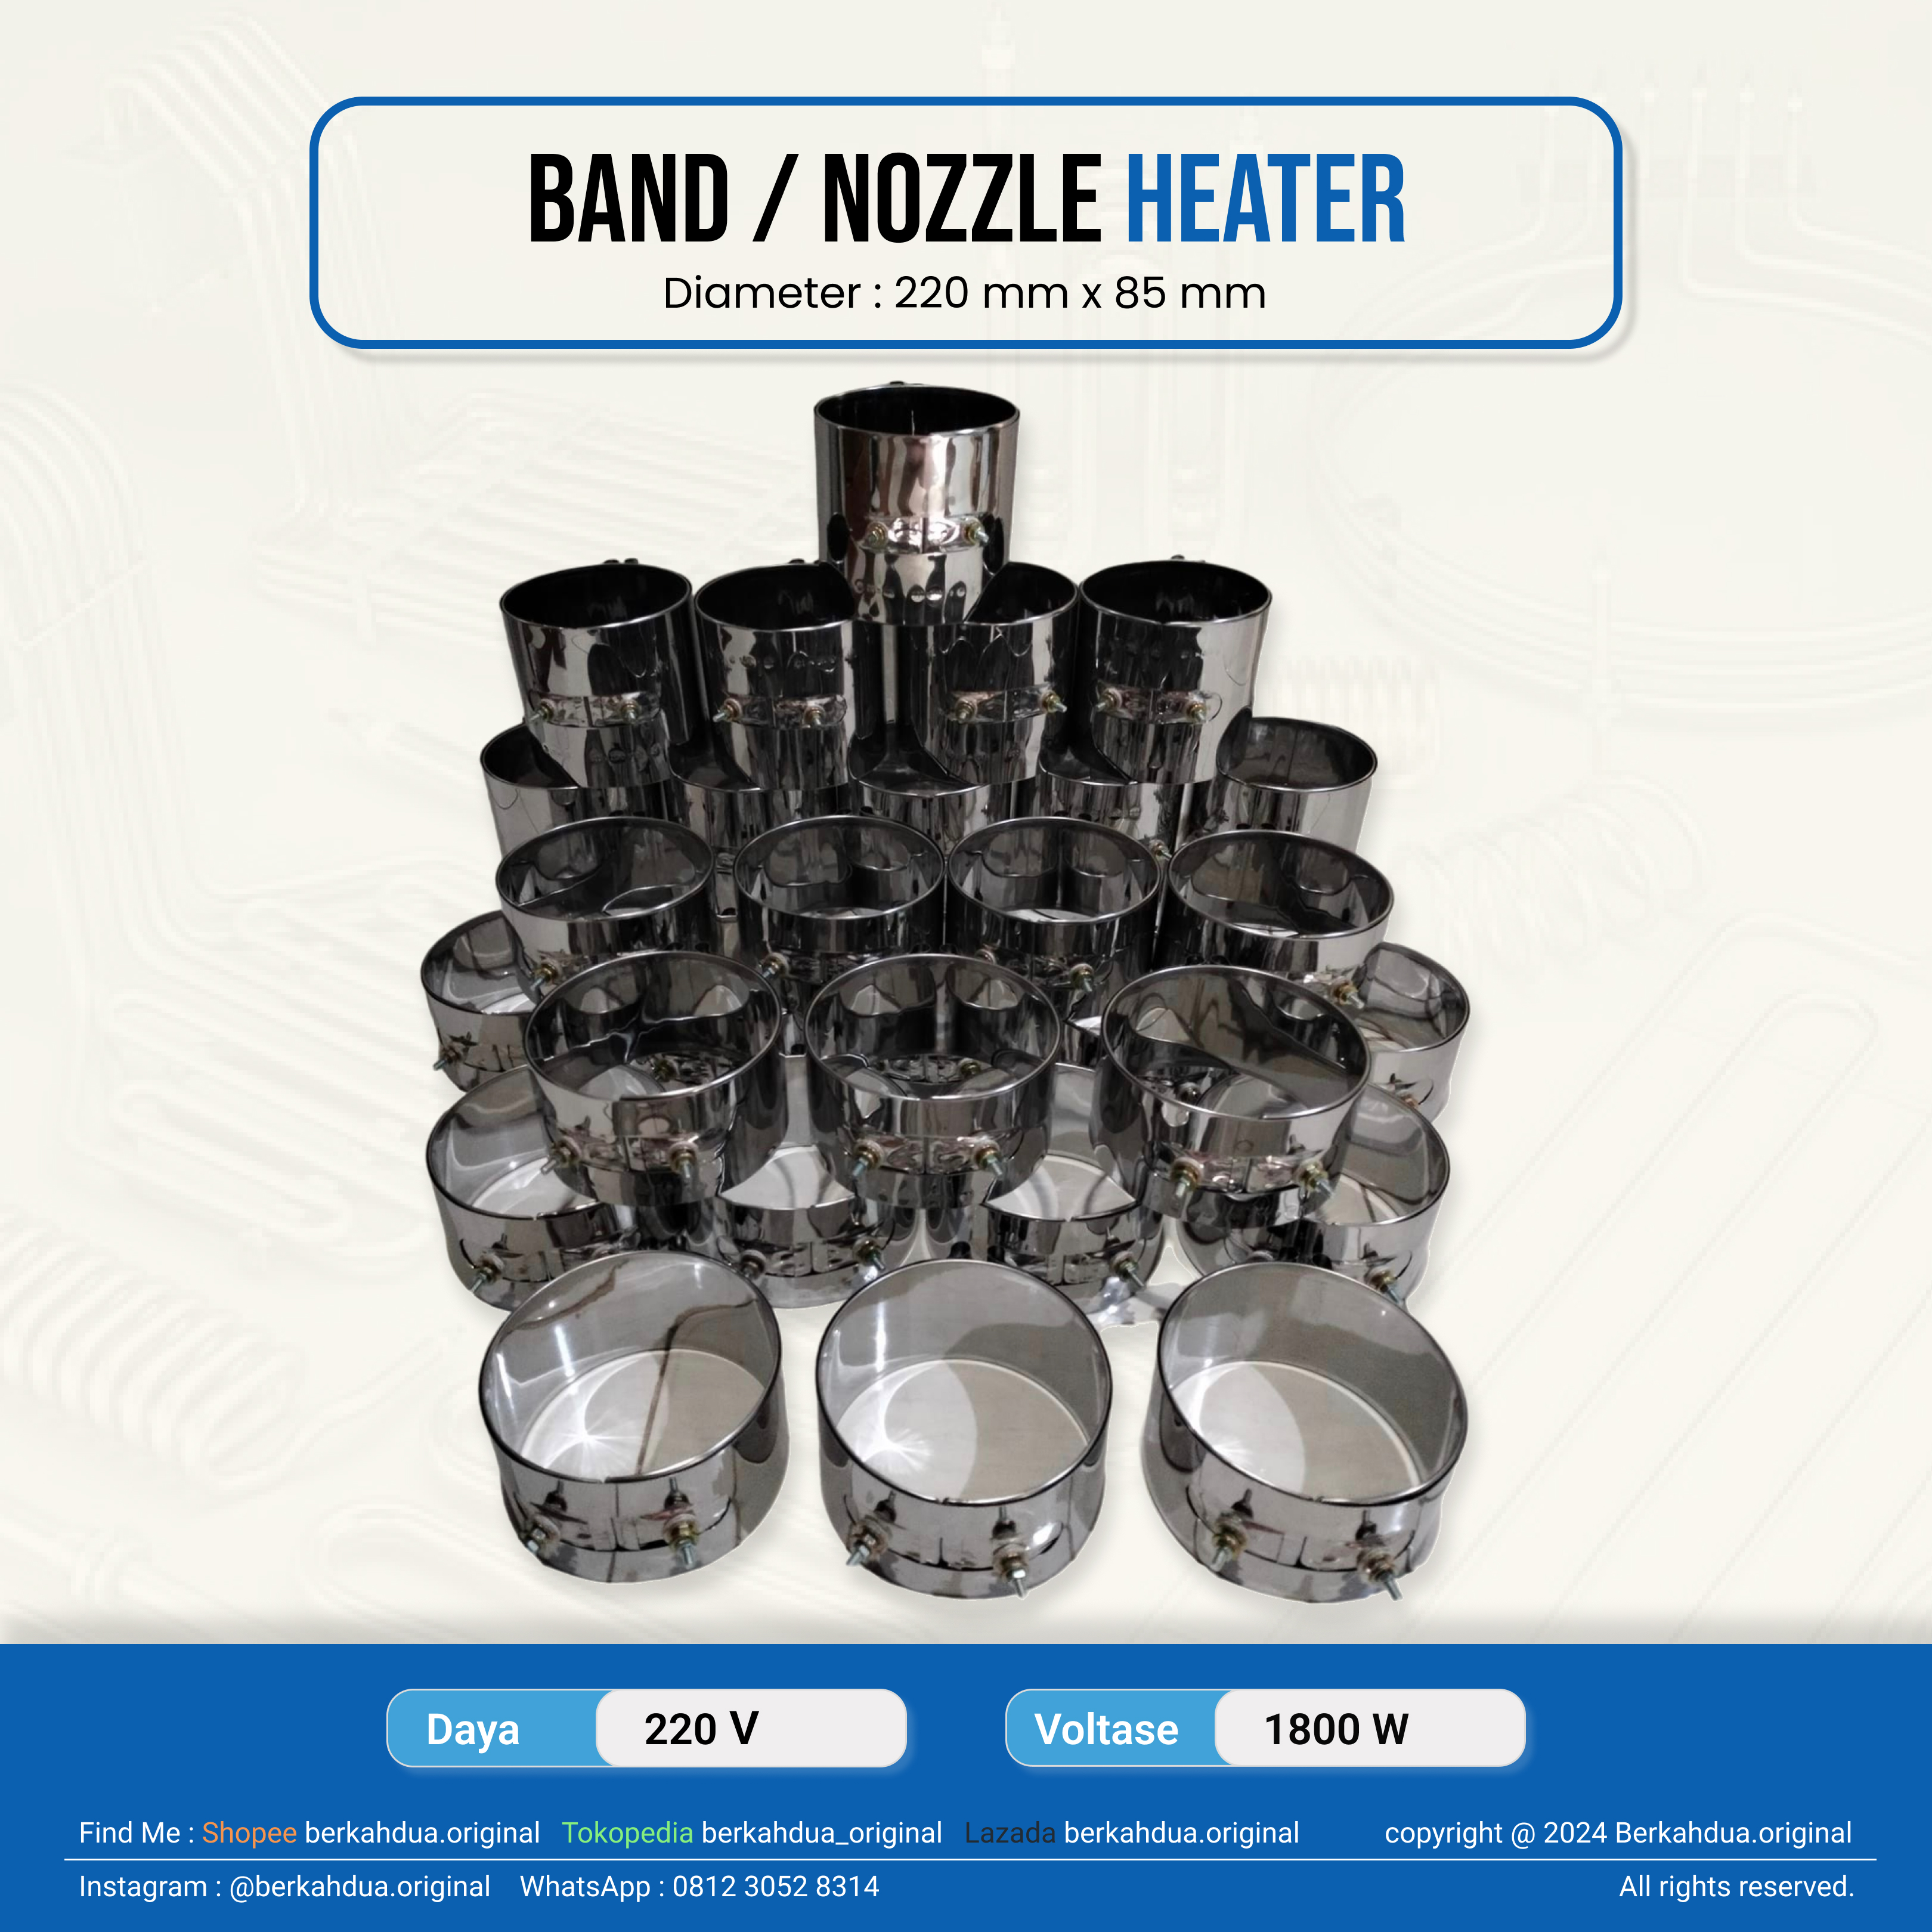 BAND / NOZZLE HEATER
Diameter : 220 mm x 85 mm
Daya 220 V Voltase 1800 W
Find Me : Shopee berkahdua.original Tokopedia berkahdua_original Lazada berkahdua.original copyright @ 2024 Berkahdua.original
Instagram : @berkahdua.original WhatsApp : 0812 3052 8314 All rights reserved.